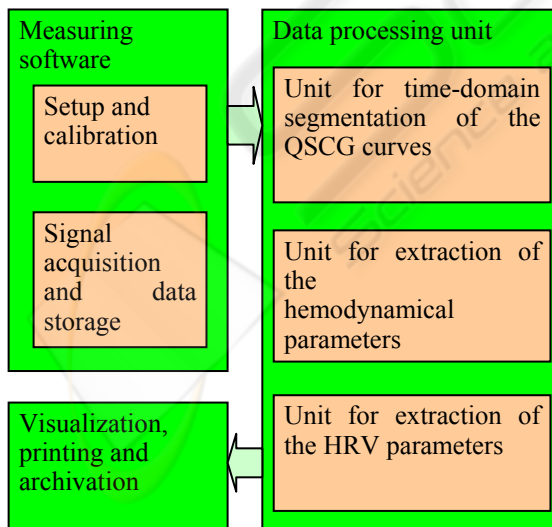 Measuring
software
Setup and
calibration
Signal
acquisition
and data
storage
Visualization,
printing and
archivation
Data processing unit
Unit for time-domain
segmentation of the
QSCG curves
Unit for extraction of
the
hemodynamical
parameters
Unit for extraction of
the HRV parameters